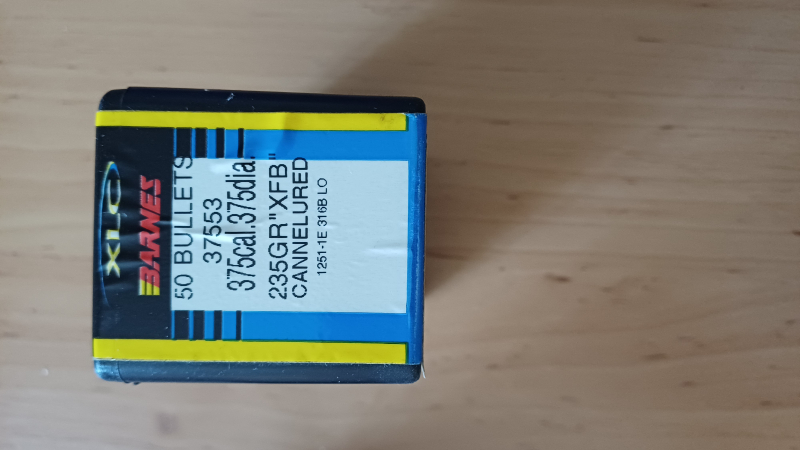 XLC
BARNES
50 BULLETS
37553
375cal.375dia.
235GR"XFB"
CANNELURED
1251-1E 316B LO